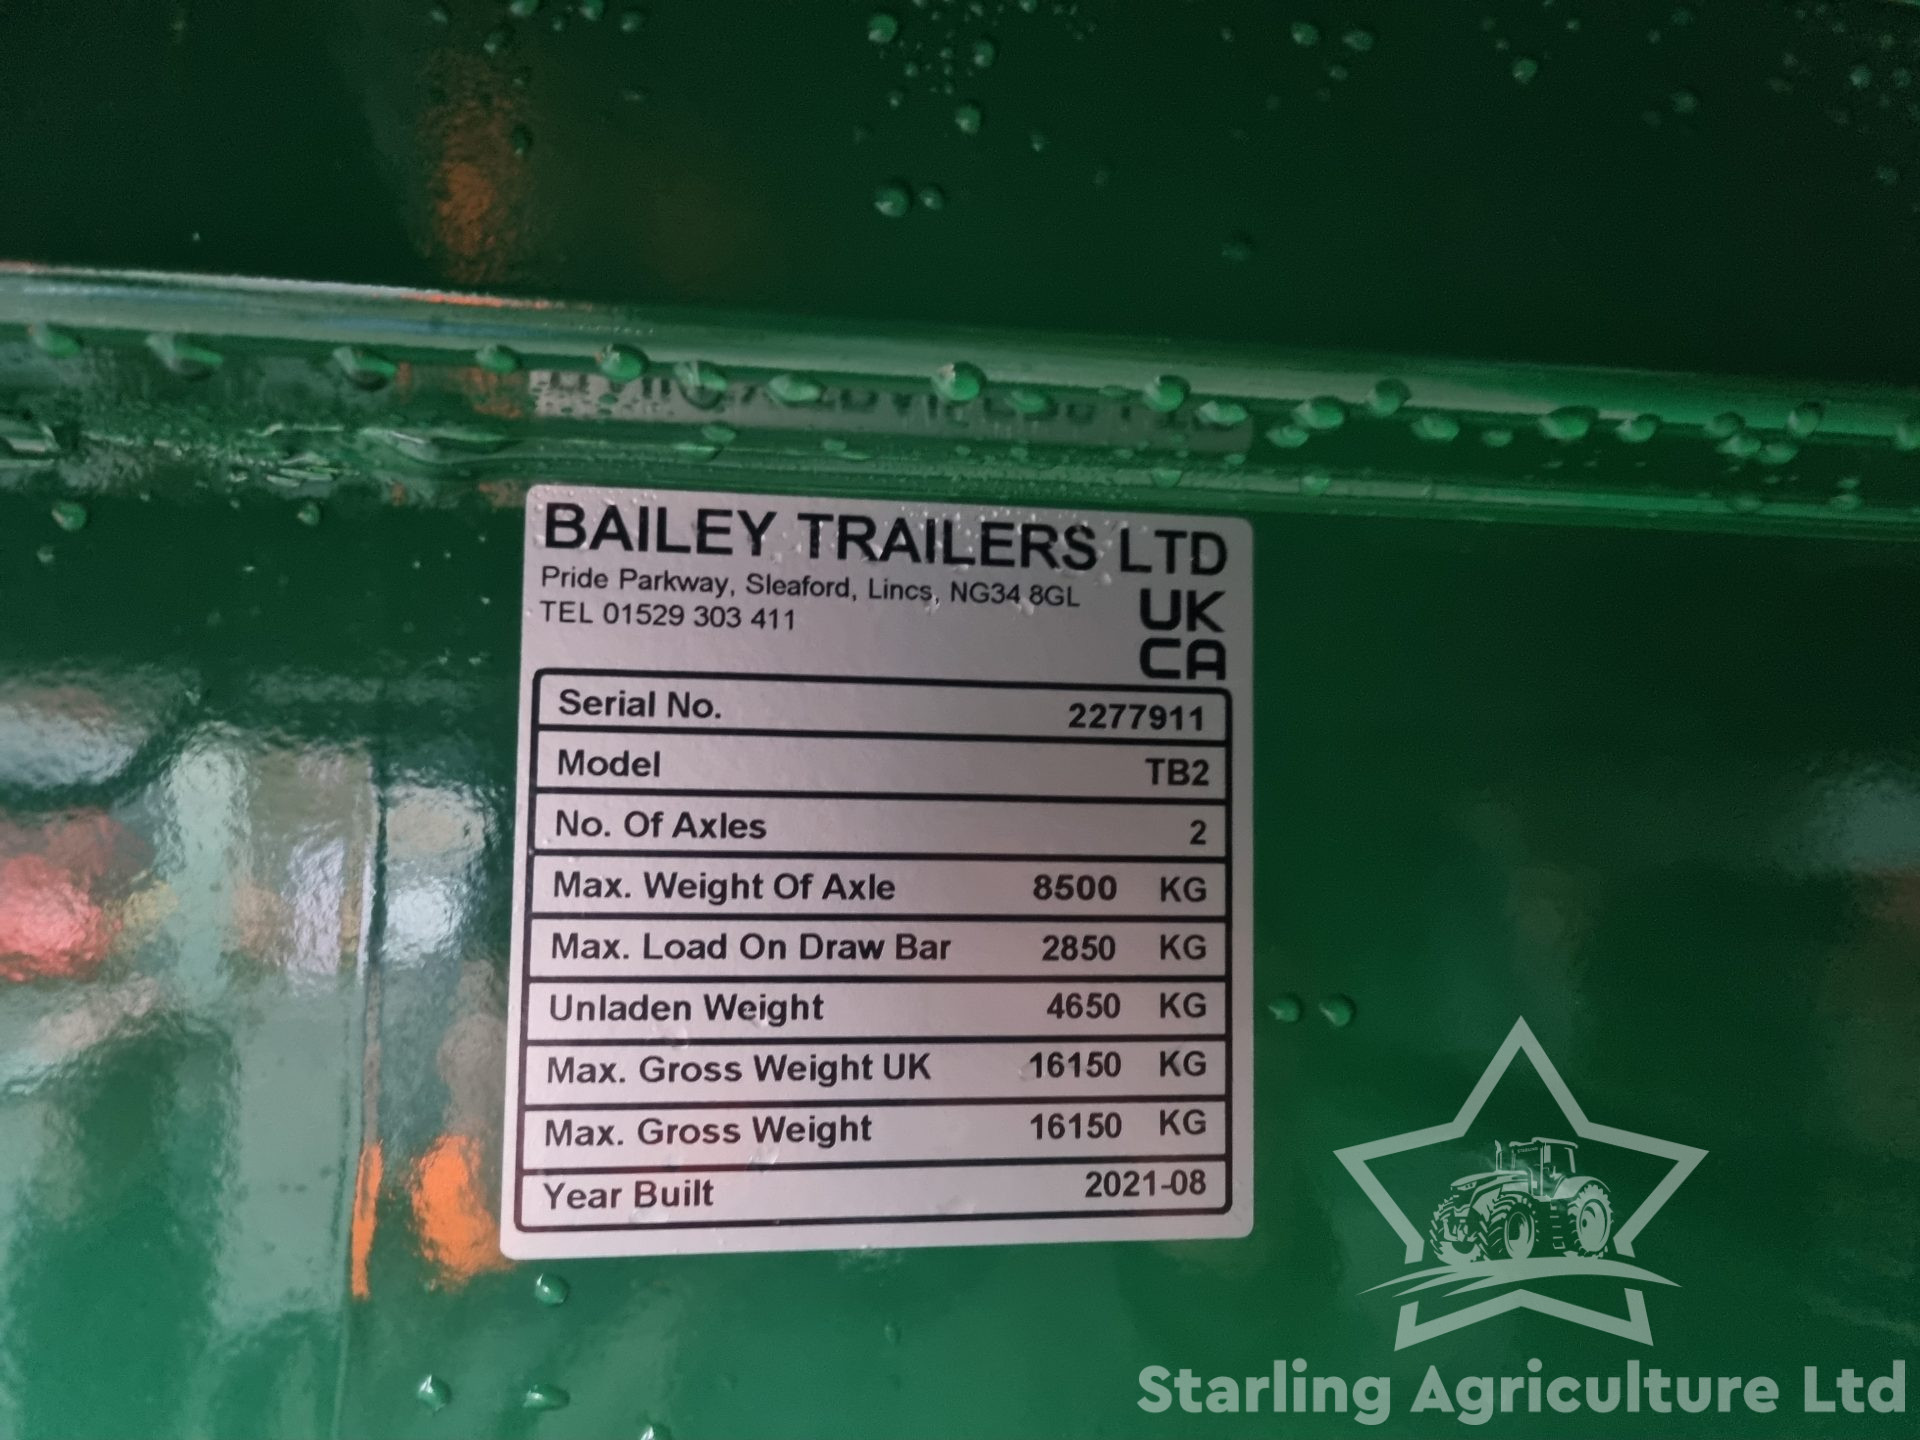 BAILEY TRAILERS LTD
Pride Parkway, Sleaford, Lincs, NG34 8GL
TEL 01529 303 411
UK
CA
Serial No. 2277911
Model TB2
No. Of Axles 2
Max. Weight Of Axle 8500 KG
Max. Load On Draw Bar 2850 KG
Unladen Weight 4650 KG
Max. Gross Weight UK 16150 KG
Max. Gross Weight 16150 KG
Year Built 2021-08
Starling Agriculture Ltd